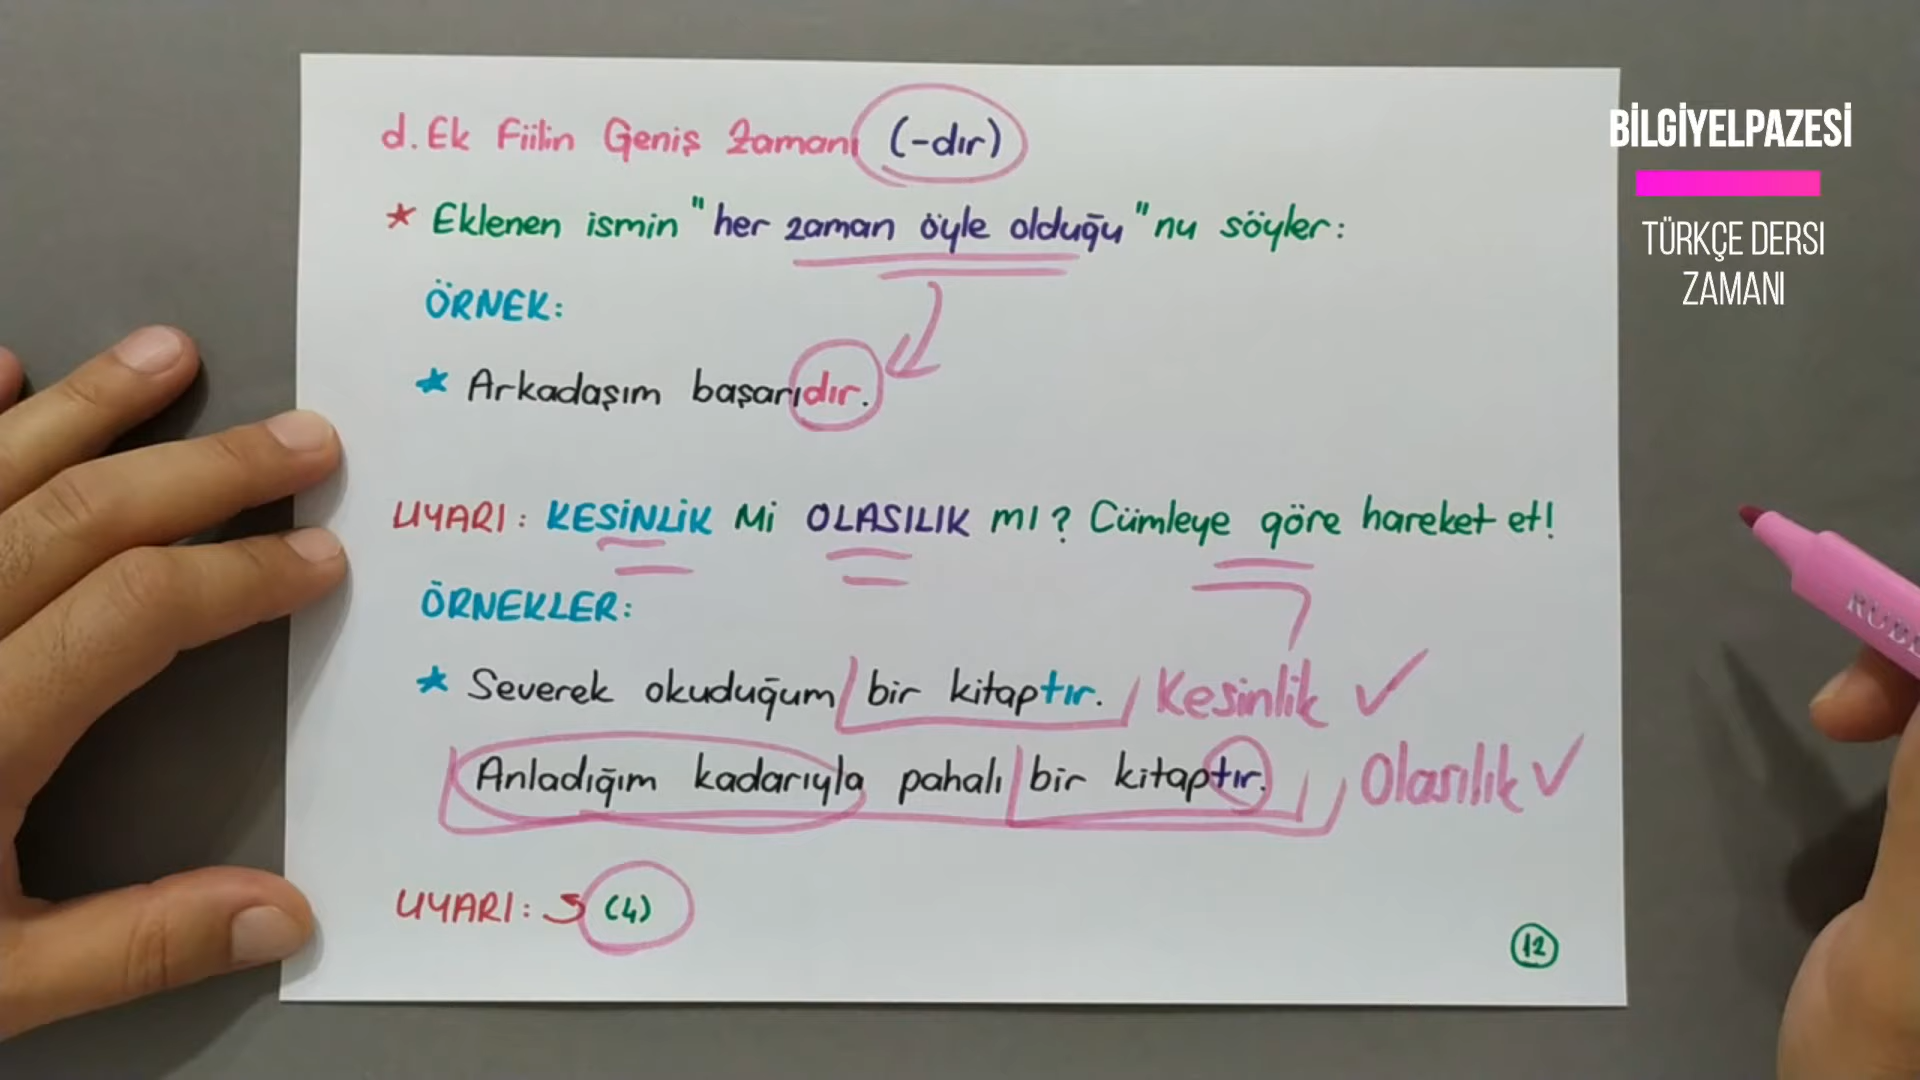 d. Ek Fiilin Geniş Zamanı (-dır)
* Eklenen ismin "her zaman öyle olduğu"nu söyler:
ÖRNEK:
* Arkadaşım başarıdır.
UYARI: KESİNLİK Mİ OLASILIK MI? Cümleye göre hareket et!
ÖRNEKLER:
* Severek okuduğum bir kitaptır. Kesinlik ✓
Anladığım kadarıyla pahalı bir kitaptır. Olasılık ✓
UYARI: (4)
12
BİLGİYELPAZESİ
TÜRKÇE DERSI
ZAMANI